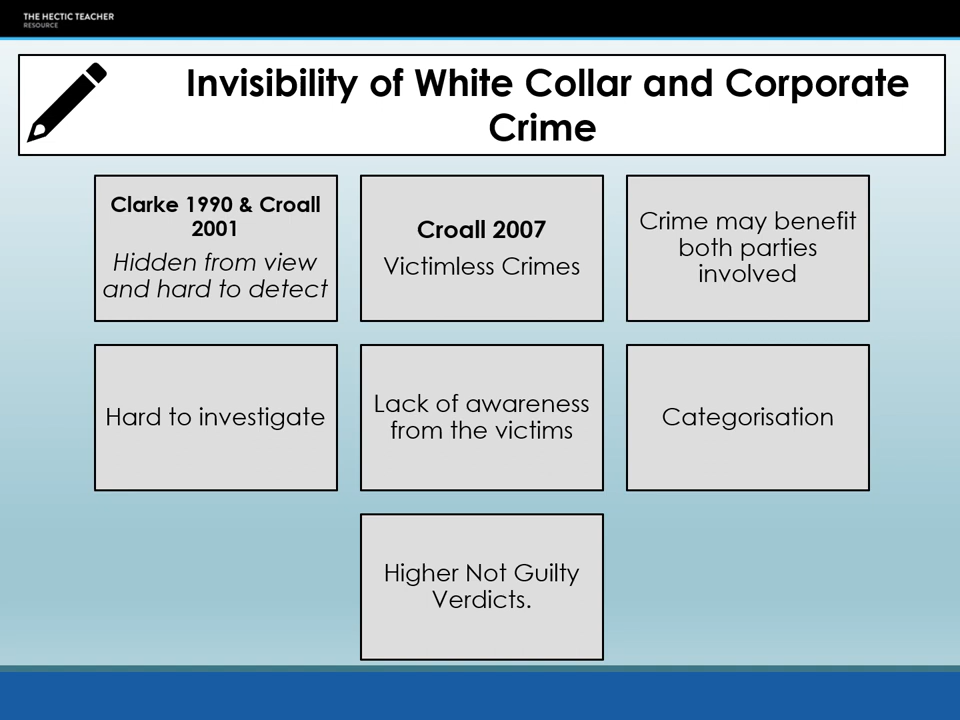 THE HECTIC TEACHER
RESOURCE
Invisibility of White Collar and Corporate
Crime
Clarke 1990 & Croall
2001
Hidden from view
and hard to detect
Croall 2007
Victimless Crimes
Crime may benefit
both parties
involved
Hard to investigate
Lack of awareness
from the victims
Categorisation
Higher Not Guilty
Verdicts.